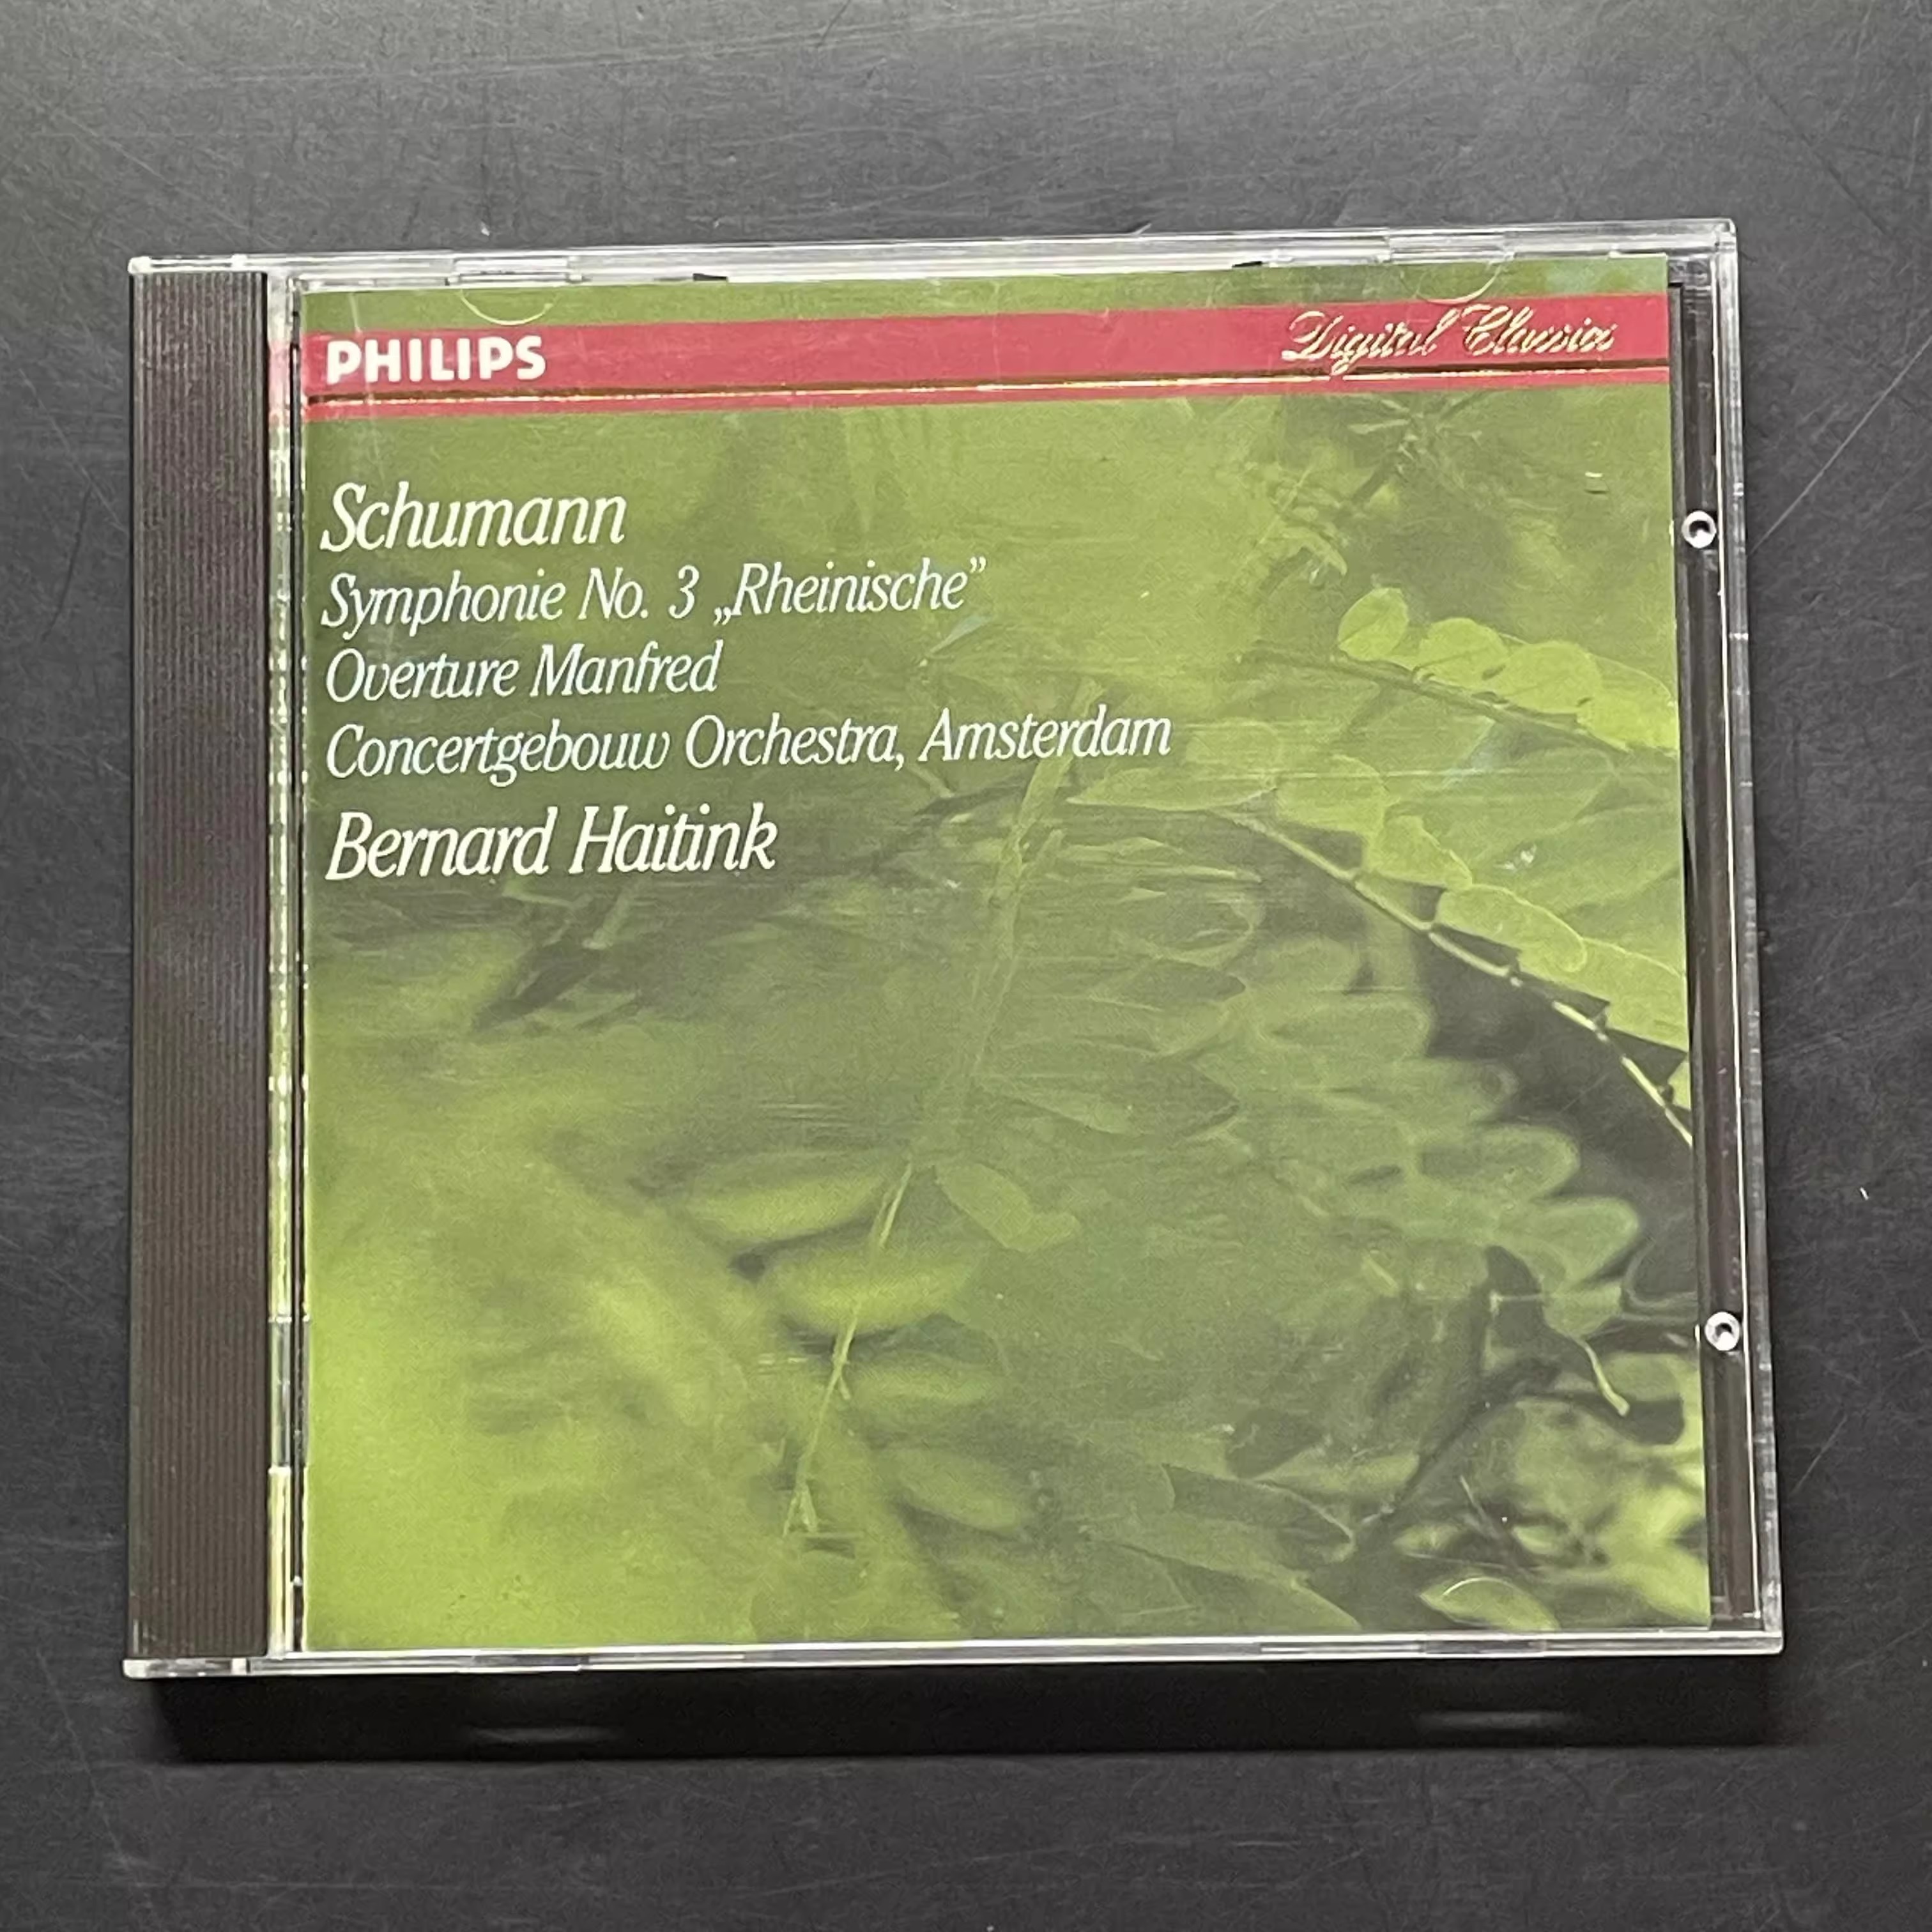 PHILIPS
Digital Classics
Schumann
Symphonie No. 3 „Rheinische”
Overture Manfred
Concertgebouw Orchestra, Amsterdam
Bernard Haitink